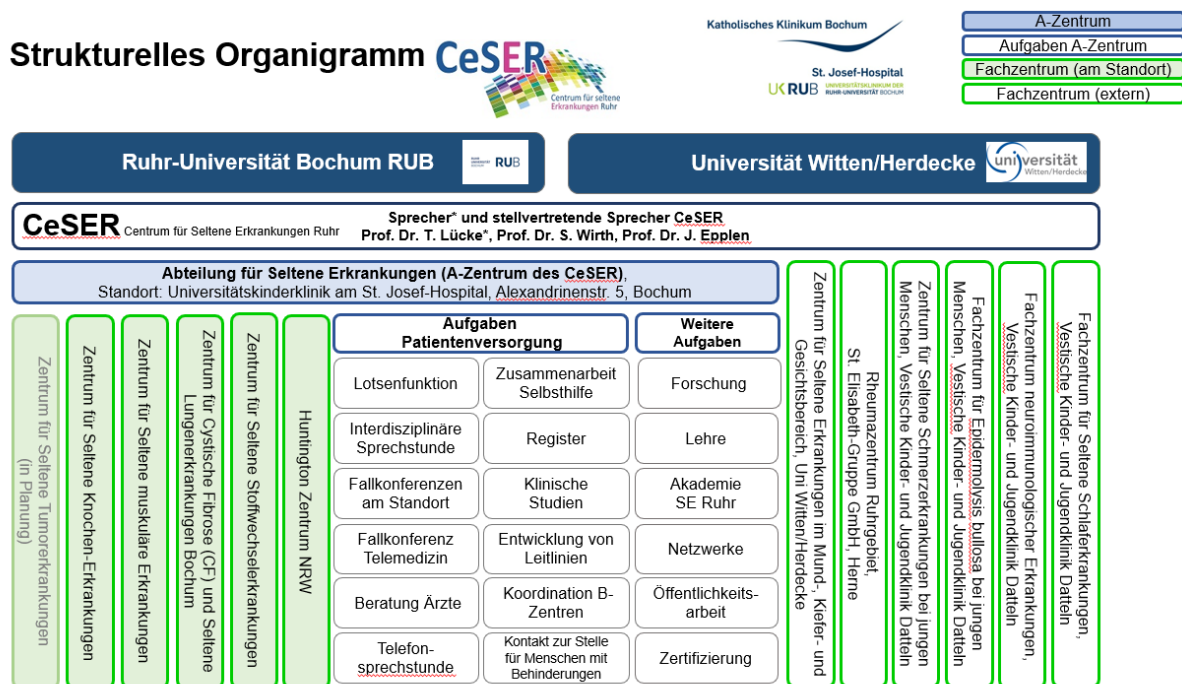 Strukturelles Organigramm
CeSER
Centrum für seltene
Erkrankungen Ruhr
Katholisches Klinikum Bochum
St. Josef-Hospital
UK RUB UNIVERSITÄTSKLINIKUM DER
RUHR-UNIVERSITÄT BOCHUM
A-Zentrum
Aufgaben A-Zentrum
Fachzentrum (am Standort)
Fachzentrum (extern)
Ruhr-Universität Bochum RUB
RUHR
UNIVERSITÄT
BOCHUM
RUB
Universität Witten/Herdecke
uni versität
Witten/Herdecke
CeSER Centrum für Seltene Erkrankungen Ruhr
Sprecher* und stellvertretende Sprecher CeSER
Prof. Dr. T. Lücke*, Prof. Dr. S. Wirth, Prof. Dr. J. Epplen
Abteilung für Seltene Erkrankungen (A-Zentrum des CeSER),
Standort: Universitätskinderklinik am St. Josef-Hospital, Alexandrinenstr. 5, Bochum
Zentrum für Seltene Tumorerkrankungen
(in Planung)
Zentrum für Seltene Knochen-Erkrankungen
Zentrum für Seltene muskuläre Erkrankungen
Zentrum für Cystische Fibrose (CF) und Seltene
Lungenerkrankungen Bochum
Zentrum für Seltene Stoffwechselerkrankungen
Huntington Zentrum NRW
Aufgaben
Patientenversorgung
Weitere
Aufgaben
Lotsenfunktion
Zusammenarbeit
Selbsthilfe
Forschung
Interdisziplinäre
Sprechstunde
Register
Lehre
Fallkonferenzen
am Standort
Klinische
Studien
Akademie
SE Ruhr
Fallkonferenz
Telemedizin
Entwicklung von
Leitlinien
Netzwerke
Beratung Ärzte
Koordination B-
Zentren
Öffentlichkeits-
arbeit
Telefon-
sprechstunde
Kontakt zur Stelle
für Menschen mit
Behinderungen
Zertifizierung
Zentrum für Seltene Erkrankungen im Mund-, Kiefer- und
Gesichtsbereich, Uni Witten/Herdecke
Rheumazentrum Ruhrgebiet,
St. Elisabeth-Gruppe GmbH, Herne
Zentrum für Seltene Schmerzerkrankungen bei jungen
Menschen, Vestische Kinder- und Jugendklinik Datteln
Fachzentrum für Epidermolysis bullosa bei jungen
Menschen, Vestische Kinder- und Jugendklinik Datteln
Fachzentrum neuroimmunologischer Erkrankungen,
Vestische Kinder- und Jugendklinik Datteln
Fachzentrum für Seltene Schlaferkrankungen,
Vestische Kinder- und Jugendklinik Datteln